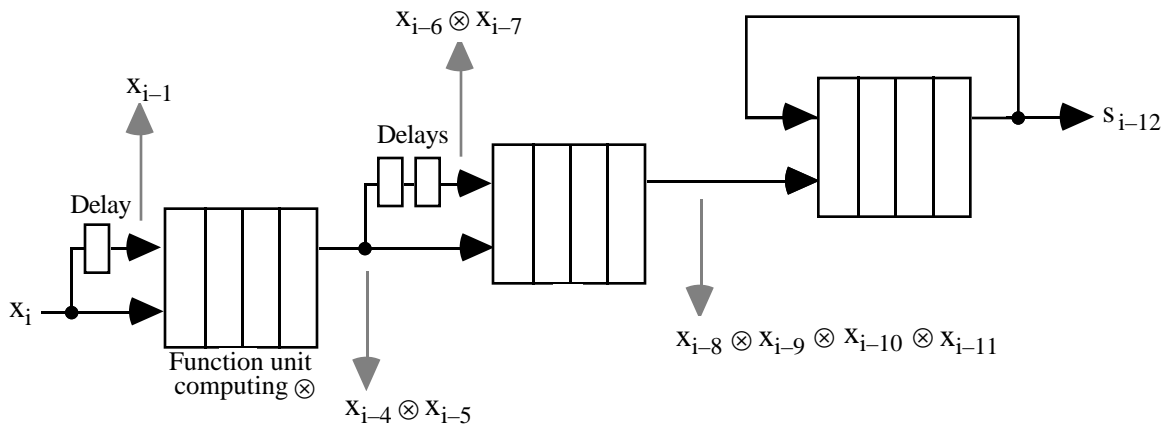 x_{i–6} ⊗ x_{i–7}
x_{i–1}
s_{i–12}
Delays
Delay
x_i
x_{i–8} ⊗ x_{i–9} ⊗ x_{i–10} ⊗ x_{i–11}
Function unit
computing ⊗
x_{i–4} ⊗ x_{i–5}